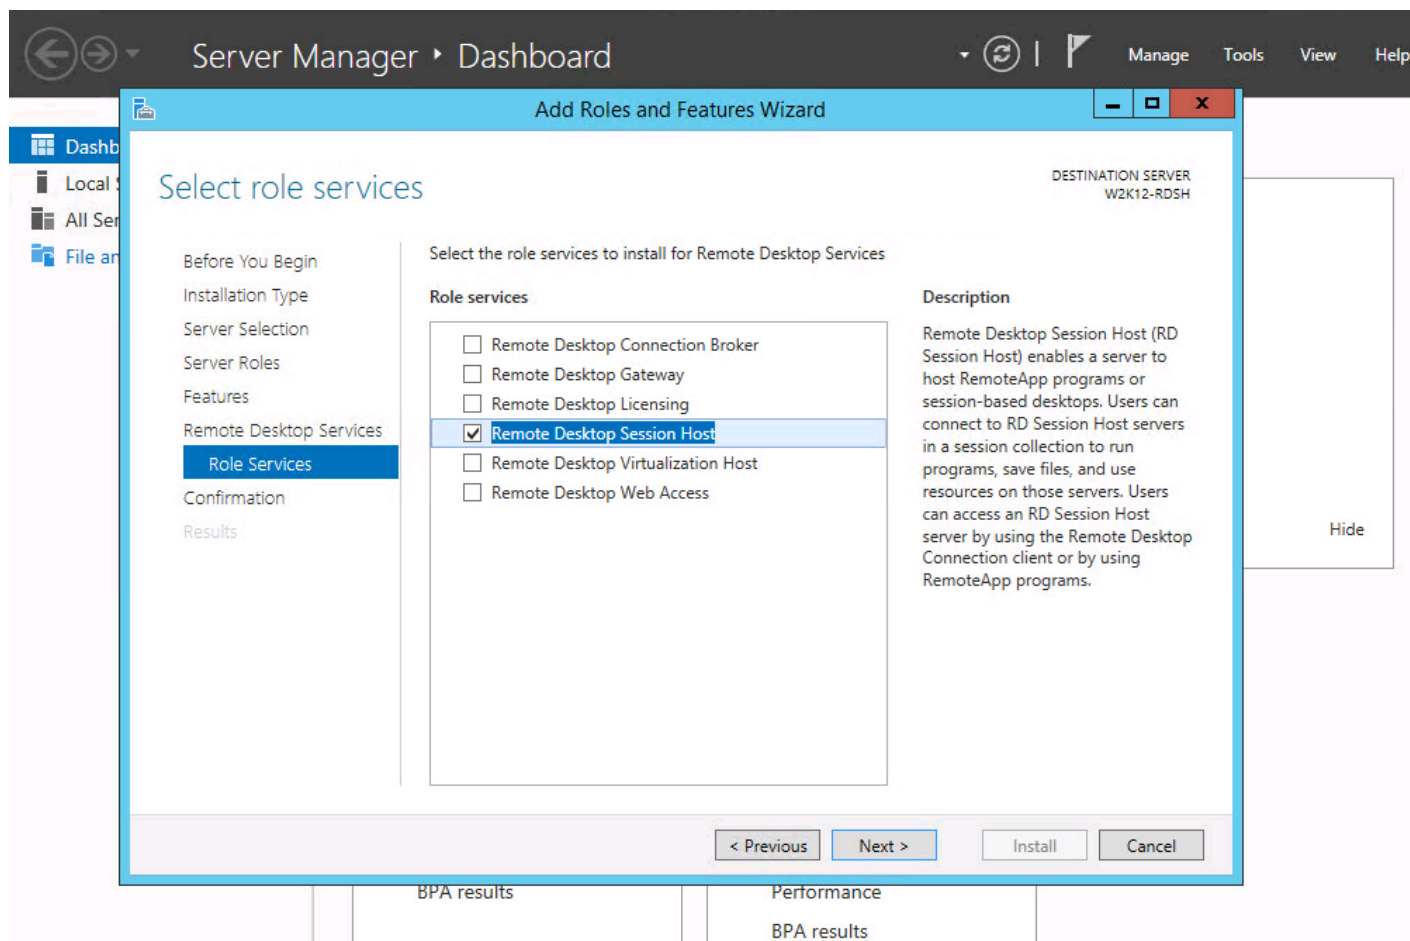 Server Manager ‣ Dashboard
Manage
Tools
View
Help
Add Roles and Features Wizard
Dashb
Local
All Ser
File an
Select role services
DESTINATION SERVER
W2K12-RDSH
Before You Begin
Installation Type
Server Selection
Server Roles
Features
Remote Desktop Services
Role Services
Confirmation
Results
Select the role services to install for Remote Desktop Services
Role services
Remote Desktop Connection Broker
Remote Desktop Gateway
Remote Desktop Licensing
Remote Desktop Session Host
Remote Desktop Virtualization Host
Remote Desktop Web Access
Description
Remote Desktop Session Host (RD
Session Host) enables a server to
host RemoteApp programs or
session-based desktops. Users can
connect to RD Session Host servers
in a session collection to run
programs, save files, and use
resources on those servers. Users
can access an RD Session Host
server by using the Remote Desktop
Connection client or by using
RemoteApp programs.
Hide
< Previous
Next >
Install
Cancel
BPA results
Performance
BPA results